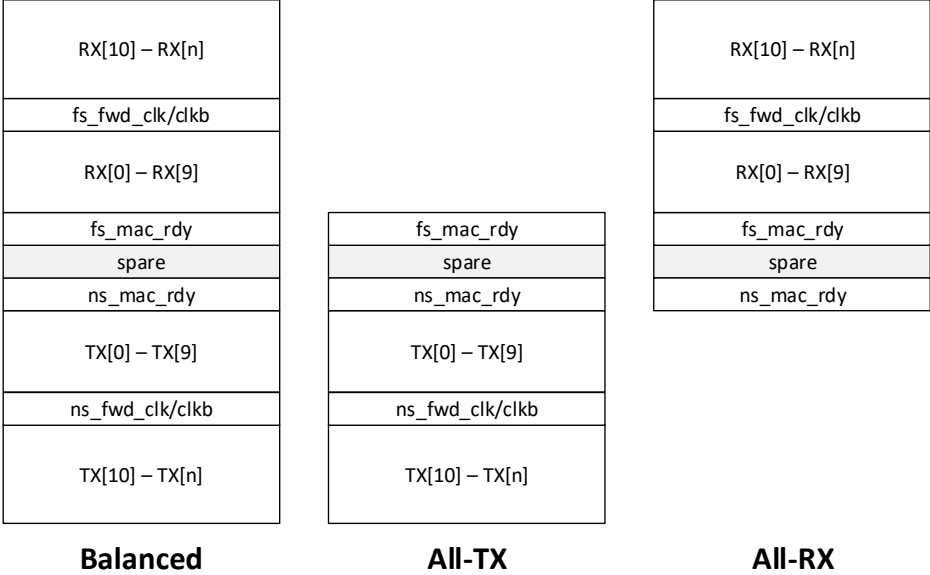 RX[10] – RX[n]
fs_fwd_clk/clkb
RX[0] – RX[9]
fs_mac_rdy
spare
ns_mac_rdy
TX[0] – TX[9]
ns_fwd_clk/clkb
TX[10] – TX[n]
Balanced
fs_mac_rdy
spare
ns_mac_rdy
TX[0] – TX[9]
ns_fwd_clk/clkb
TX[10] – TX[n]
All-TX
RX[10] – RX[n]
fs_fwd_clk/clkb
RX[0] – RX[9]
fs_mac_rdy
spare
ns_mac_rdy
All-RX